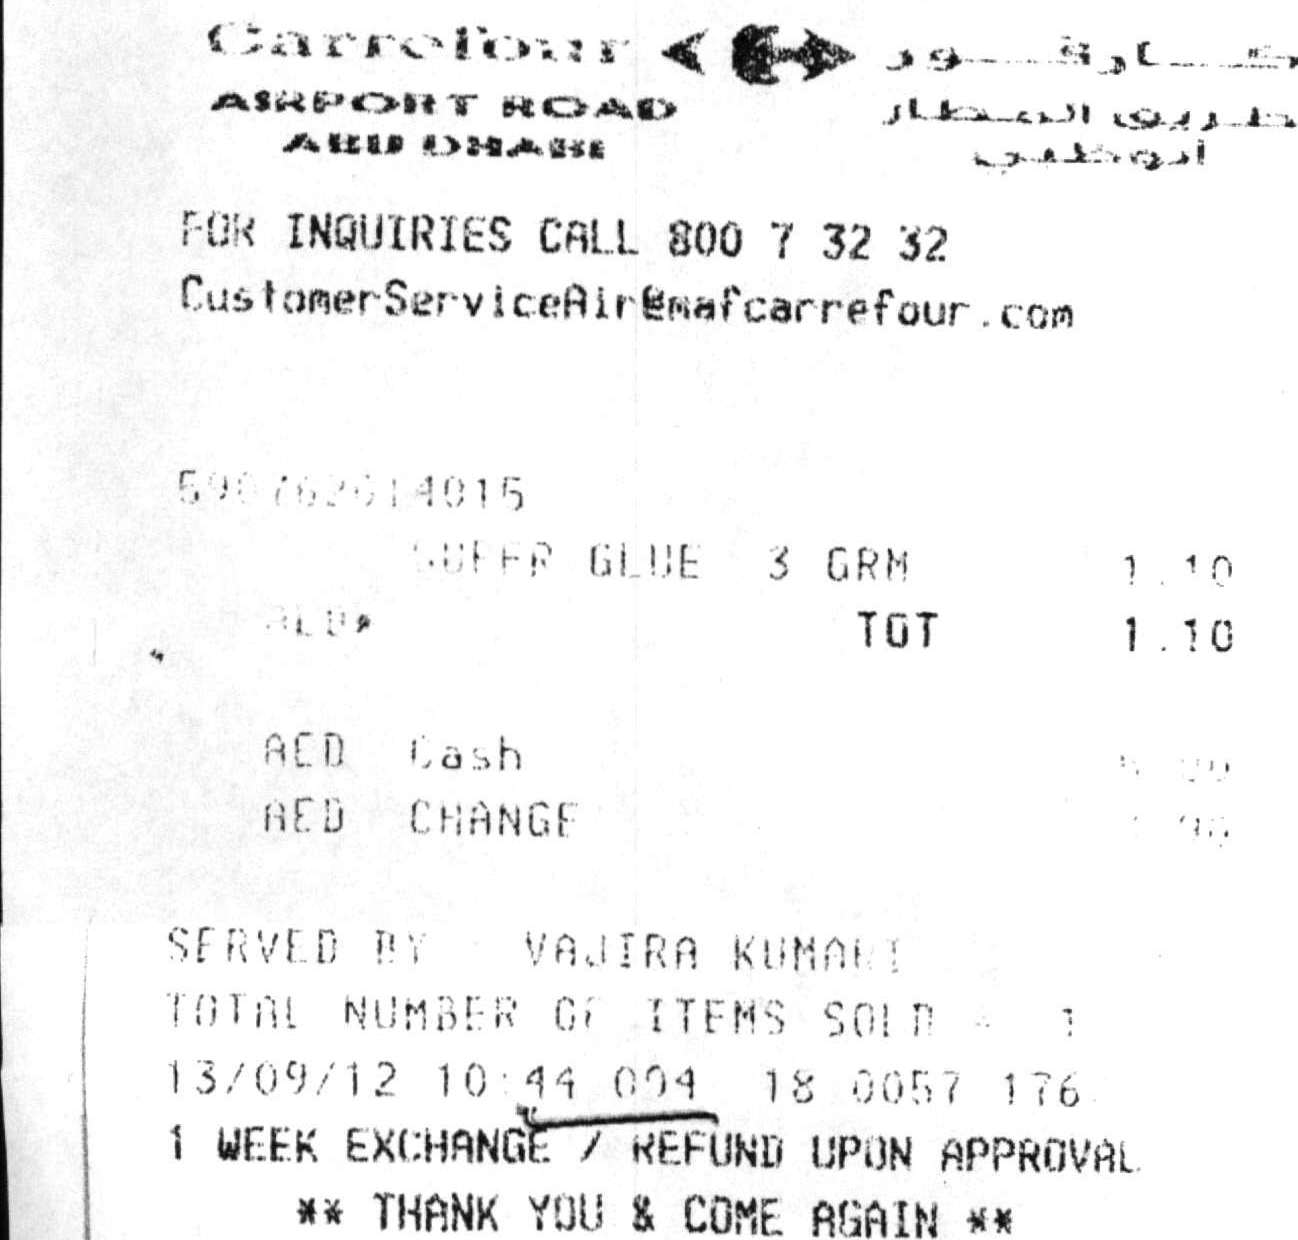 Carrefour كارفور
AIRPORT ROAD طريق المطار
ABU DHABI أبوظبي
FOR INQUIRIES CALL 800 7 32 32
CustomerServiceAir@mafcarrefour.com
SUPER GLUE 3 GRM 1.10
TOT 1.10
AED Cash
AED CHANGE
SERVED BY VAJIRA KUMARI
TOTAL NUMBER OF ITEMS SOLD = 1
13/09/12 10:44 004 18 0057 176
1 WEEK EXCHANGE / REFUND UPON APPROVAL
** THANK YOU & COME AGAIN **